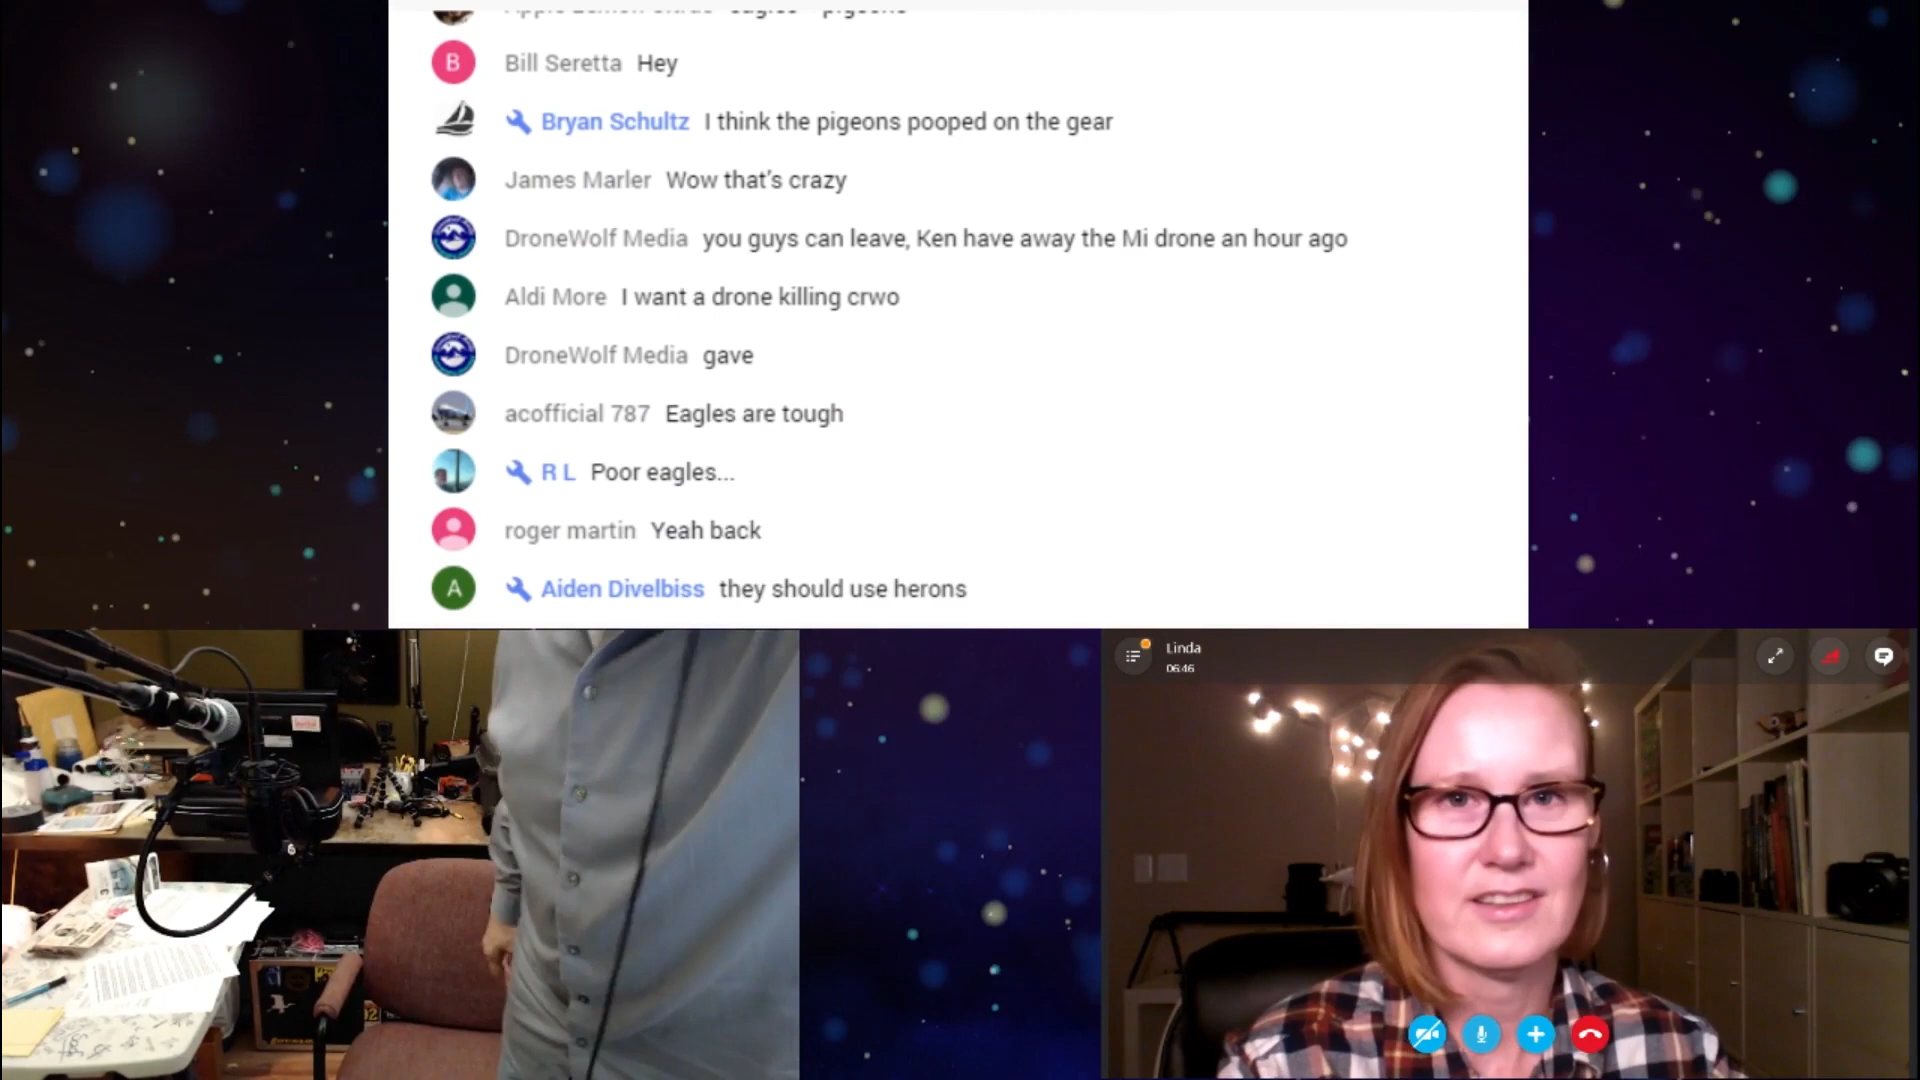 B Bill Seretta Hey
Bryan Schultz I think the pigeons pooped on the gear
James Marler Wow that's crazy
DroneWolf Media you guys can leave, Ken have away the Mi drone an hour ago
Aldi More I want a drone killing crwo
DroneWolf Media gave
acofficial 787 Eagles are tough
R L Poor eagles...
roger martin Yeah back
A Aiden Divelbiss they should use herons
Linda
06:46